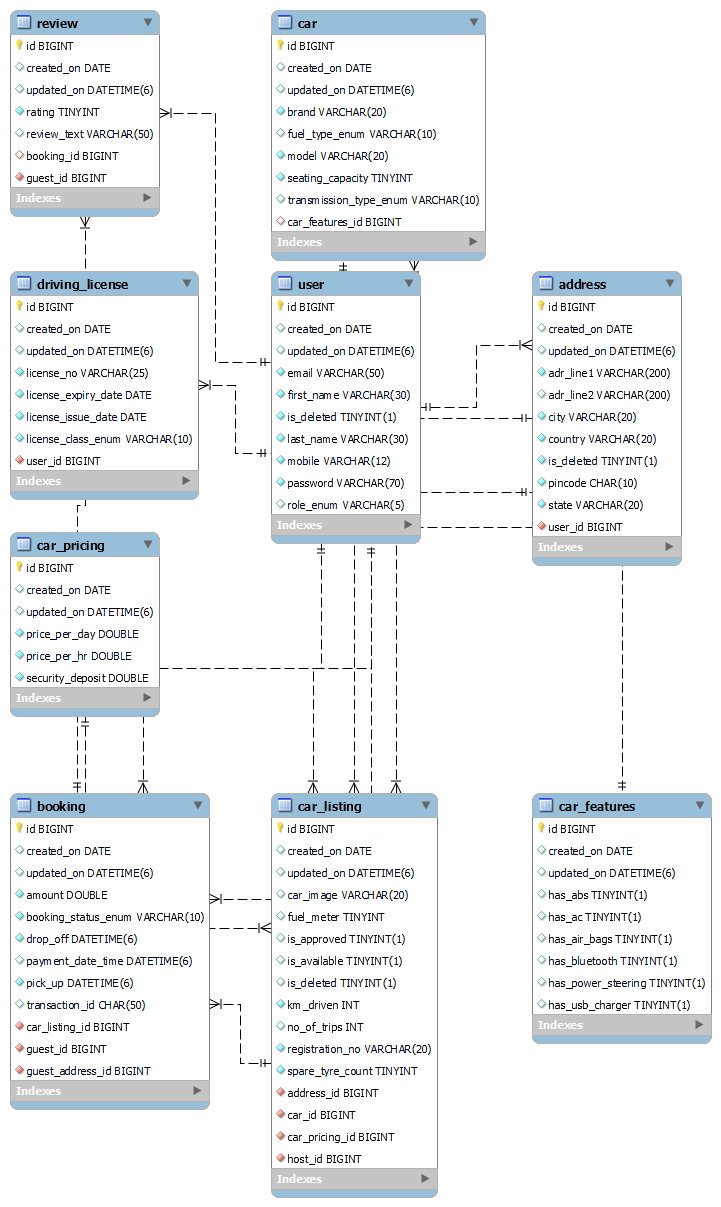 review
id BIGINT
created_on DATE
updated_on DATETIME(6)
rating TINYINT
review_text VARCHAR(50)
booking_id BIGINT
guest_id BIGINT
Indexes
car
id BIGINT
created_on DATE
updated_on DATETIME(6)
brand VARCHAR(20)
fuel_type_enum VARCHAR(10)
model VARCHAR(20)
seating_capacity TINYINT
transmission_type_enum VARCHAR(10)
car_features_id BIGINT
Indexes
driving_license
id BIGINT
created_on DATE
updated_on DATETIME(6)
license_no VARCHAR(25)
license_expiry_date DATE
license_issue_date DATE
license_class_enum VARCHAR(10)
user_id BIGINT
Indexes
user
id BIGINT
created_on DATE
updated_on DATETIME(6)
email VARCHAR(50)
first_name VARCHAR(30)
is_deleted TINYINT(1)
last_name VARCHAR(30)
mobile VARCHAR(12)
password VARCHAR(70)
role_enum VARCHAR(5)
Indexes
address
id BIGINT
created_on DATE
updated_on DATETIME(6)
adr_line1 VARCHAR(200)
adr_line2 VARCHAR(200)
city VARCHAR(20)
country VARCHAR(20)
is_deleted TINYINT(1)
pincode CHAR(10)
state VARCHAR(20)
user_id BIGINT
Indexes
car_pricing
id BIGINT
created_on DATE
updated_on DATETIME(6)
price_per_day DOUBLE
price_per_hr DOUBLE
security_deposit DOUBLE
Indexes
booking
id BIGINT
created_on DATE
updated_on DATETIME(6)
amount DOUBLE
booking_status_enum VARCHAR(10)
drop_off DATETIME(6)
payment_date_time DATETIME(6)
pick_up DATETIME(6)
transaction_id CHAR(50)
car_listing_id BIGINT
guest_id BIGINT
guest_address_id BIGINT
Indexes
car_listing
id BIGINT
created_on DATE
updated_on DATETIME(6)
car_image VARCHAR(20)
fuel_meter TINYINT
is_approved TINYINT(1)
is_available TINYINT(1)
is_deleted TINYINT(1)
km_driven INT
no_of_trips INT
registration_no VARCHAR(20)
spare_tyre_count TINYINT
address_id BIGINT
car_id BIGINT
car_pricing_id BIGINT
host_id BIGINT
Indexes
car_features
id BIGINT
created_on DATE
updated_on DATETIME(6)
has_abs TINYINT(1)
has_ac TINYINT(1)
has_air_bags TINYINT(1)
has_bluetooth TINYINT(1)
has_power_steering TINYINT(1)
has_usb_charger TINYINT(1)
Indexes